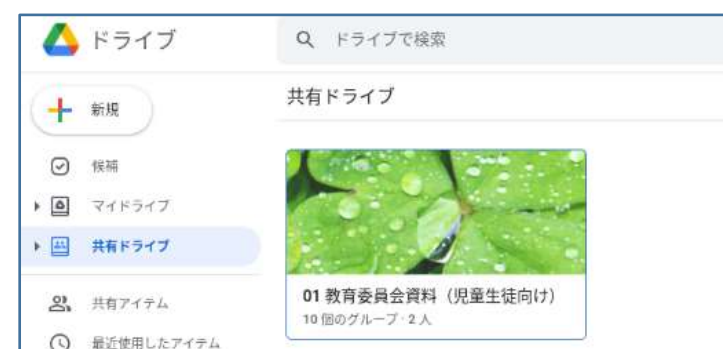 ドライブ
ドライブで検索
新規
共有ドライブ
候補
マイドライブ
共有ドライブ
共有アイテム
最近使用したアイテム
01 教育委員会資料（児童生徒向け）
10 個のグループ・2 人